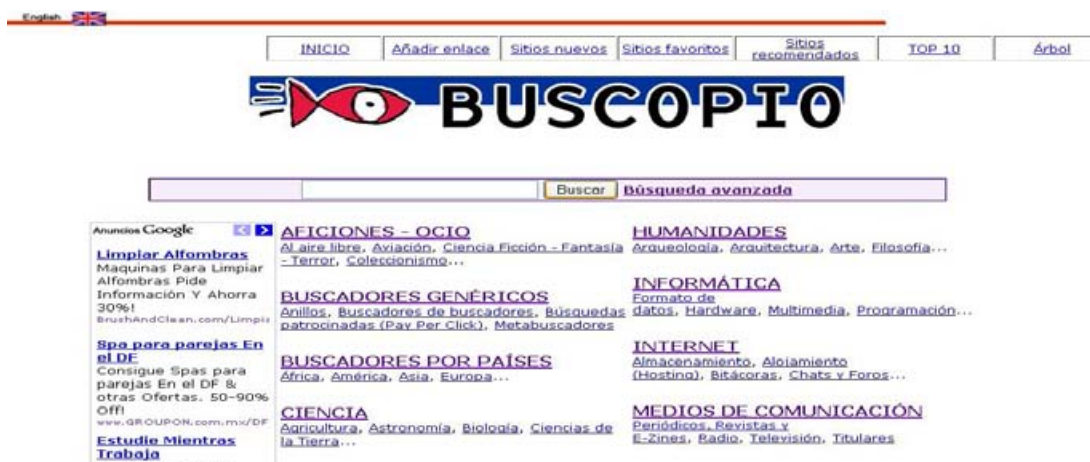 English
INICIO Añadir enlace Sitios nuevos Sitios favoritos Sitios recomendados TOP 10 Árbol
BUSCOPIO
Buscar Búsqueda avanzada
Anuncios Google
Limpiar Alfombras
Maquinas Para Limpiar
Alfombras Pide
Información Y Ahorra
30%!
BrushAndClean.com/Limpia
Spa para parejas En
el DF
Consigue Spas para
parejas En el DF &
otras Ofertas. 50-90%
Off!
www.GROUPON.com.mx/DF
Estudie Mientras
Trabaja
AFICIONES - OCIO
Al aire libre, Aviación, Ciencia Ficción - Fantasía
- Terror, Coleccionismo...
BUSCADORES GENÉRICOS
Anillos, Buscadores de buscadores, Búsquedas
patrocinadas (Pay Per Click), Metabuscadores
BUSCADORES POR PAÍSES
África, América, Asia, Europa...
CIENCIA
Agricultura, Astronomía, Biología, Ciencias de
la Tierra...
HUMANIDADES
Arqueología, Arquitectura, Arte, Filosofía...
INFORMÁTICA
Formato de
datos, Hardware, Multimedia, Programación...
INTERNET
Almacenamiento, Alojamiento
(Hosting), Bitácoras, Chats y Foros...
MEDIOS DE COMUNICACIÓN
Periódicos, Revistas y
E-Zines, Radio, Televisión, Titulares